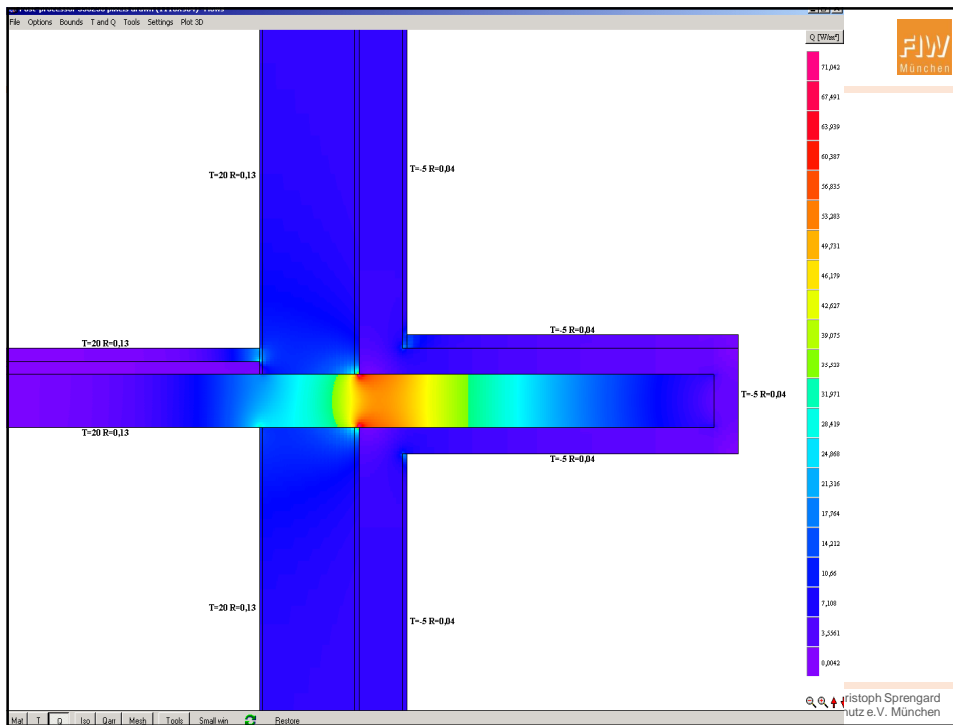 File Options Bounds T and Q Tools Settings Plot 3D
Q [W/m²]
FIW
München
71,042
67,491
63,939
60,387
56,835
53,283
49,731
46,179
42,627
39,075
35,523
31,971
28,419
24,868
21,316
17,764
14,212
10,66
7,108
3,5561
0,0042
T=20 R=0,13
T=-5 R=0,04
T=20 R=0,13
T=-5 R=0,04
T=-5 R=0,04
T=20 R=0,13
T=-5 R=0,04
T=20 R=0,13
T=-5 R=0,04
ristoph Sprengard
hutz e.V. München
Mat T Q Iso Qarr Mesh Tools Small win Restore